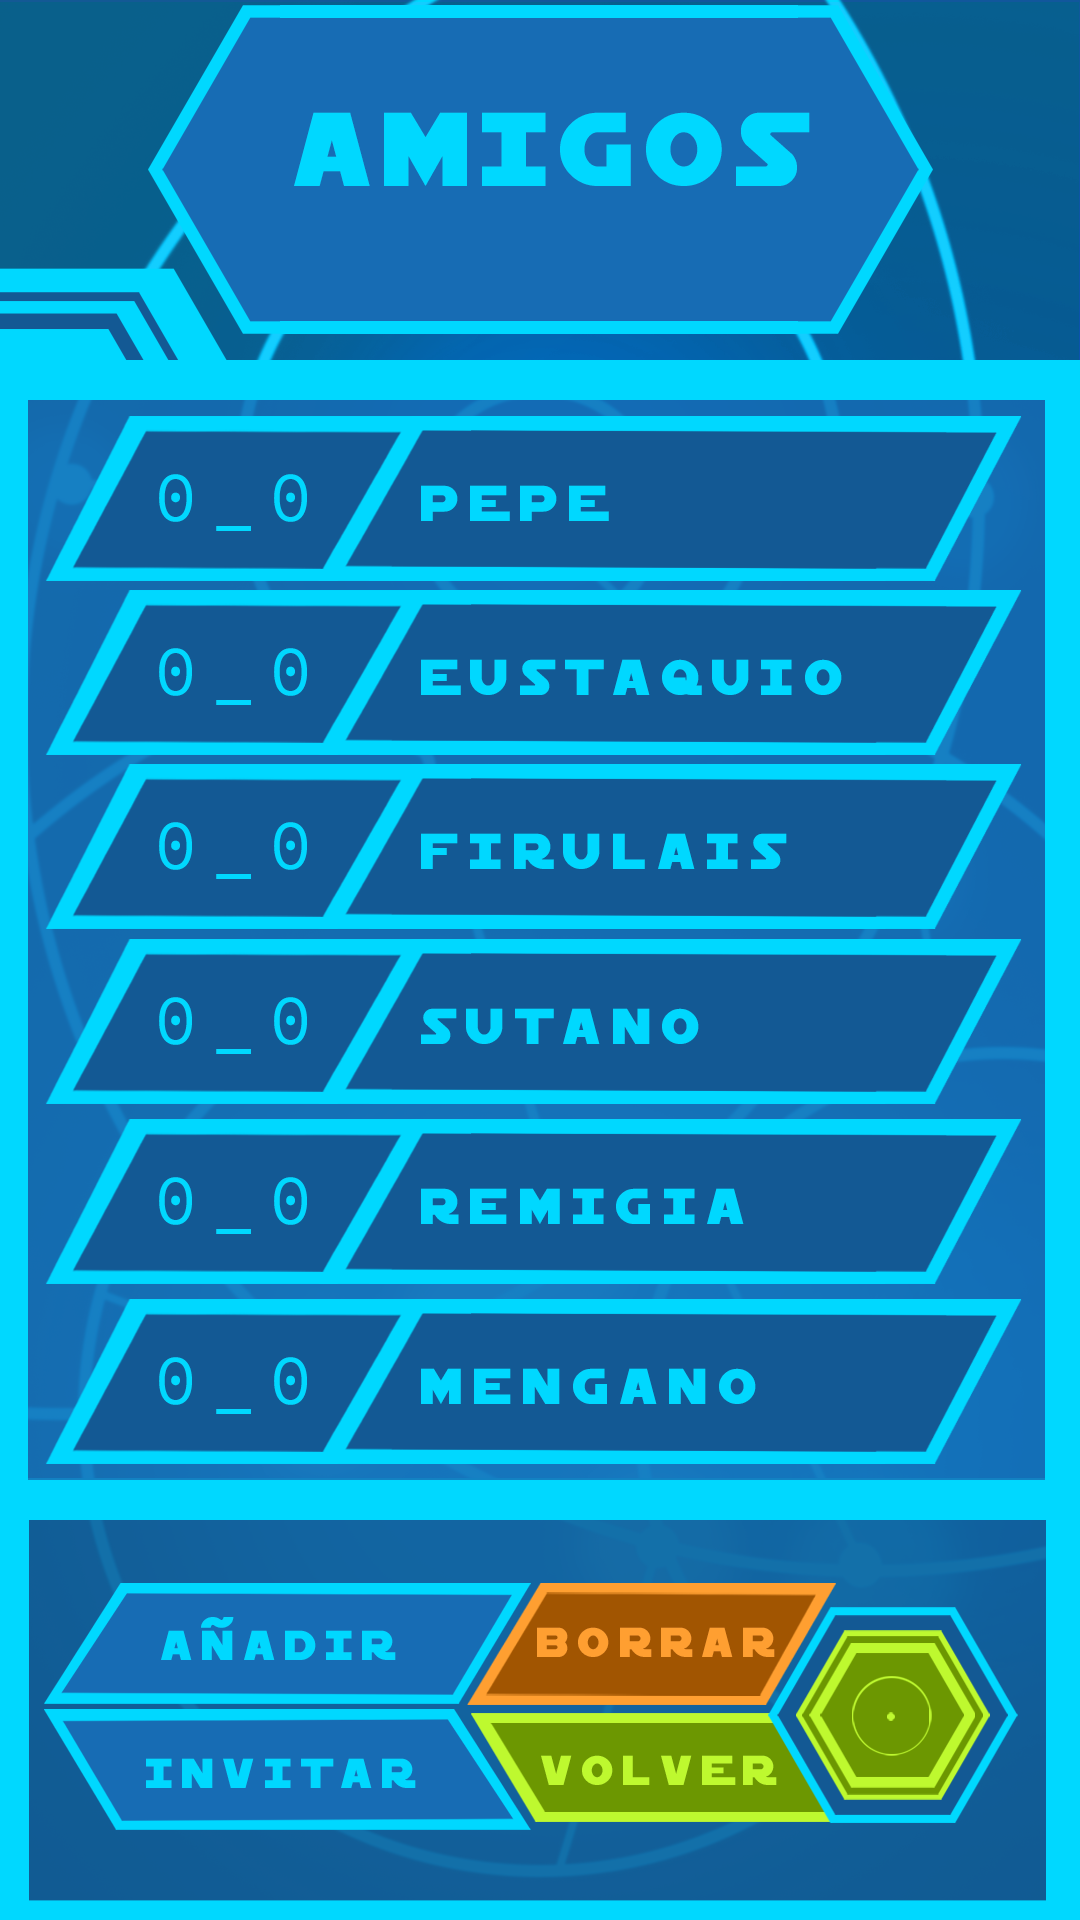 AMIGOS
0_0 PEPE
0_0 EUSTAQUIO
0_0 FIRULAIS
0_0 SUTANO
0_0 REMIGIA
0_0 MENGANO
AÑADIR BORRAR
INVITAR VOLVER